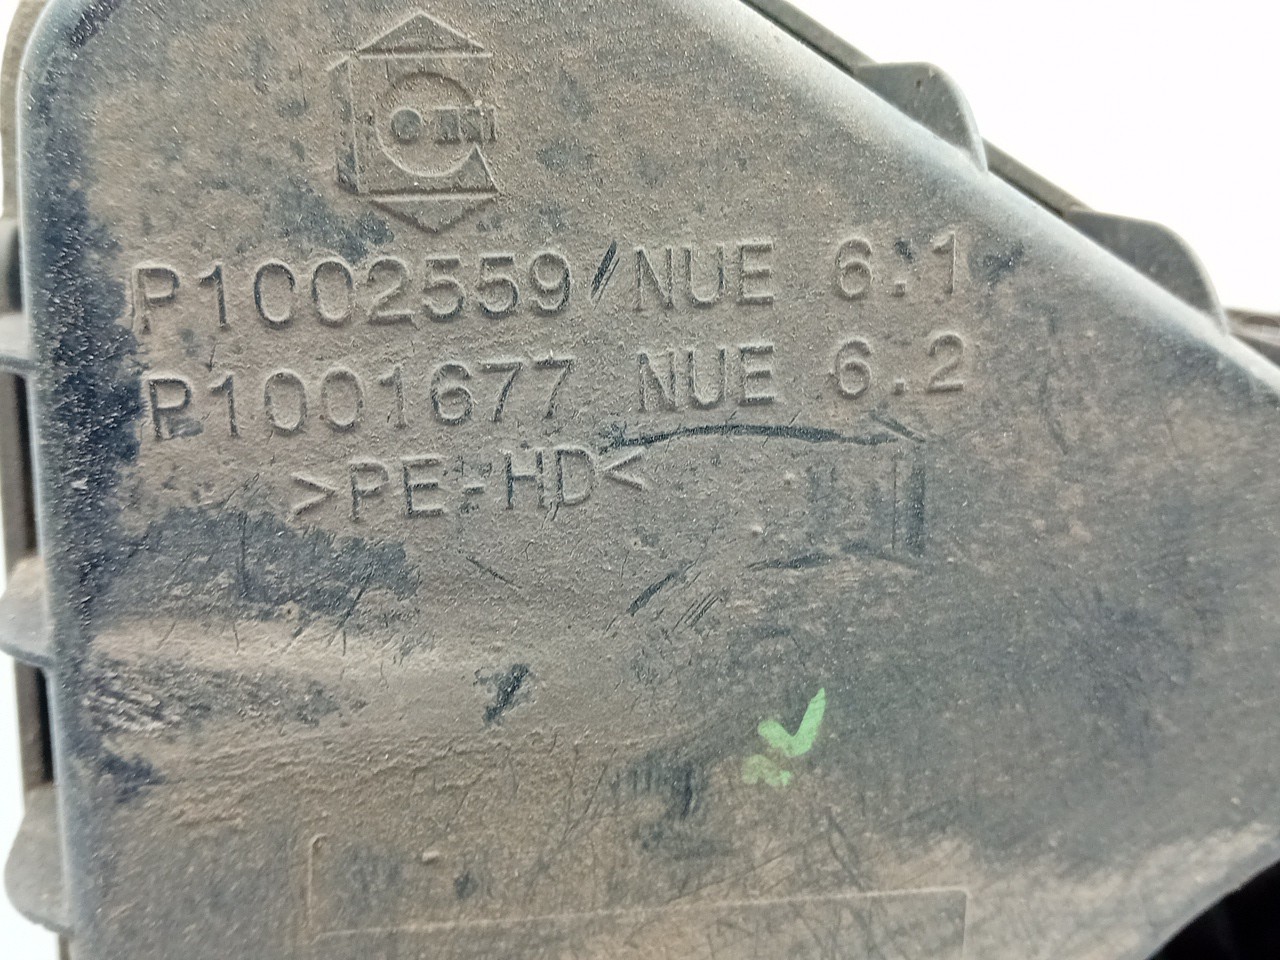 P1002559/NUE 6.1
P1001677 NUE 6.2
>PE-HD<